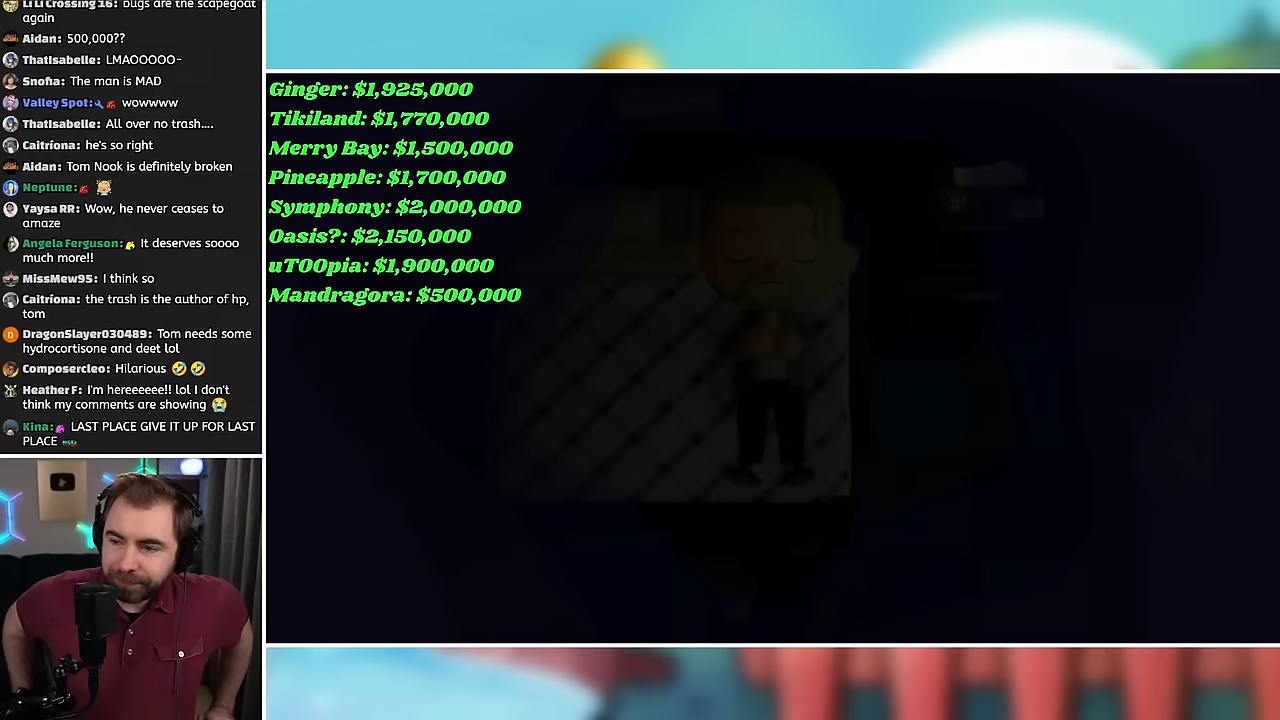 Li Li Crossing 16: bugs are the scapegoat
again
Aidan: 500,000??
ThatIsabelle: LMAOOOOO-
Snofia: The man is MAD
Valley Spot: wowwww
ThatIsabelle: All over no trash....
Caitríona: he's so right
Aidan: Tom Nook is definitely broken
Neptune:
Yaysa RR: Wow, he never ceases to
amaze
Angela Ferguson: It deserves soooo
much more!!
MissMew95: I think so
Caitríona: the trash is the author of hp,
tom
D
DragonSlayer030489: Tom needs some
hydrocortisone and deet lol
Composercleo: Hilarious 🤣 🤣
Heather F: I'm hereeeeee!! lol I don't
think my comments are showing 😭
Kina: LAST PLACE GIVE IT UP FOR LAST
PLACE
Ginger: $1,925,000
Tikiland: $1,770,000
Merry Bay: $1,500,000
Pineapple: $1,700,000
Symphony: $2,000,000
Oasis?: $2,150,000
uT00pia: $1,900,000
Mandragora: $500,000